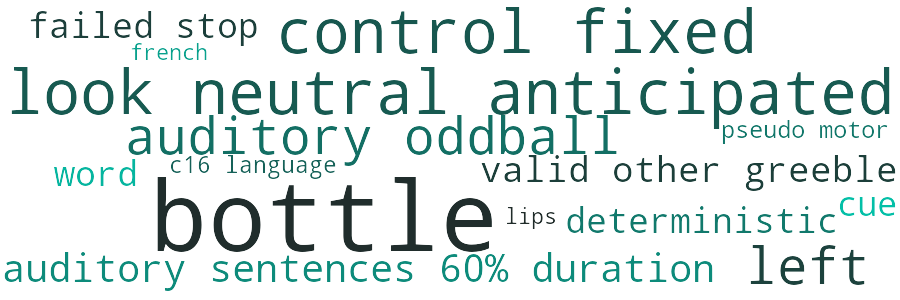 failed stop
control fixed
french
look neutral anticipated
auditory oddball
pseudo motor
word
c16 language
valid other greeble
bottle
lips
deterministic
cue
auditory sentences 60% duration
left